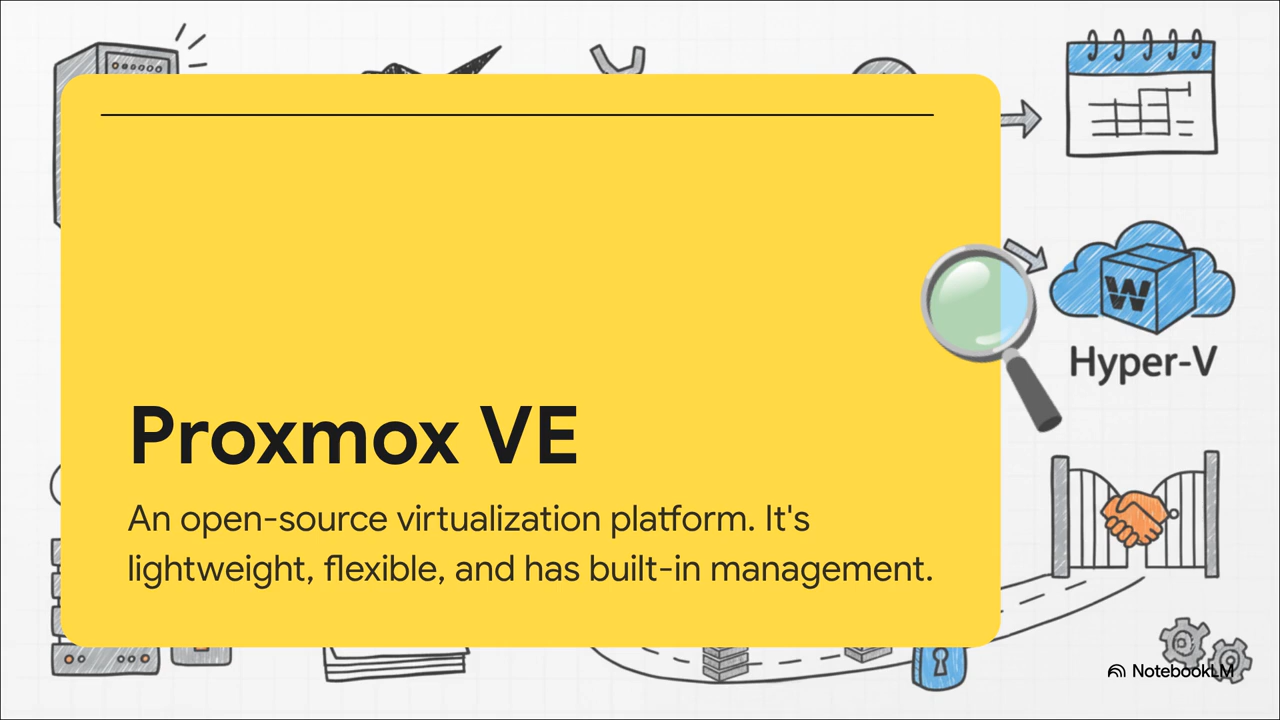 Proxmox VE
An open-source virtualization platform. It's
lightweight, flexible, and has built-in management.
W
Hyper-V
NotebookLM